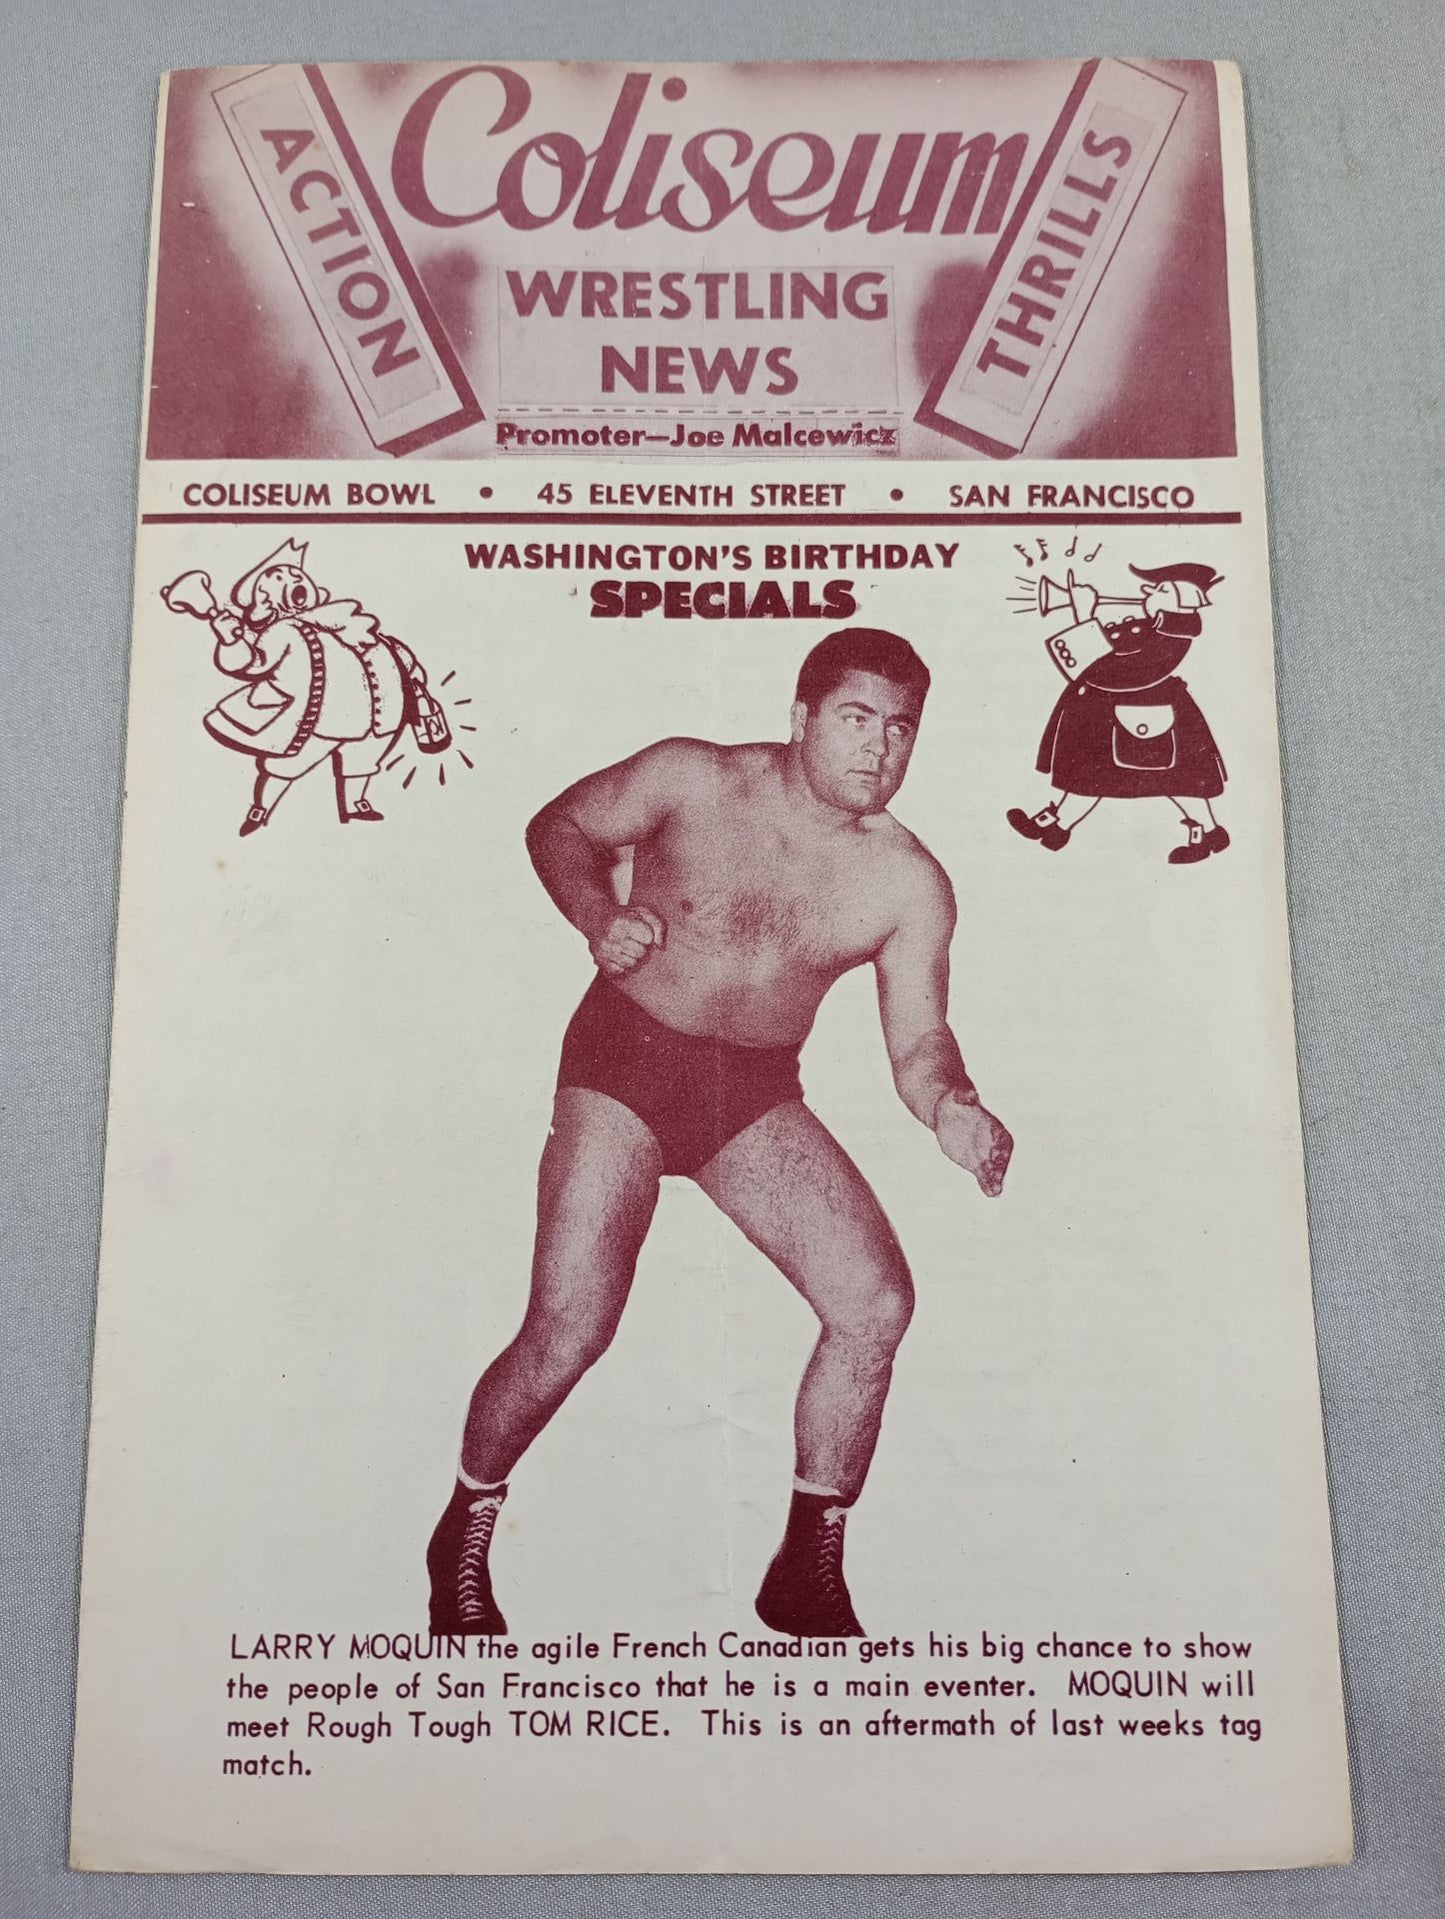 ACTION
Coliseum
THRILLS
WRESTLING
NEWS
Promoter—Joe Malcewicz
COLISEUM BOWL • 45 ELEVENTH STREET • SAN FRANCISCO
WASHINGTON'S BIRTHDAY
SPECIALS
LARRY MOQUIN the agile French Canadian gets his big chance to show
the people of San Francisco that he is a main eventer. MOQUIN will
meet Rough Tough TOM RICE. This is an aftermath of last weeks tag
match.